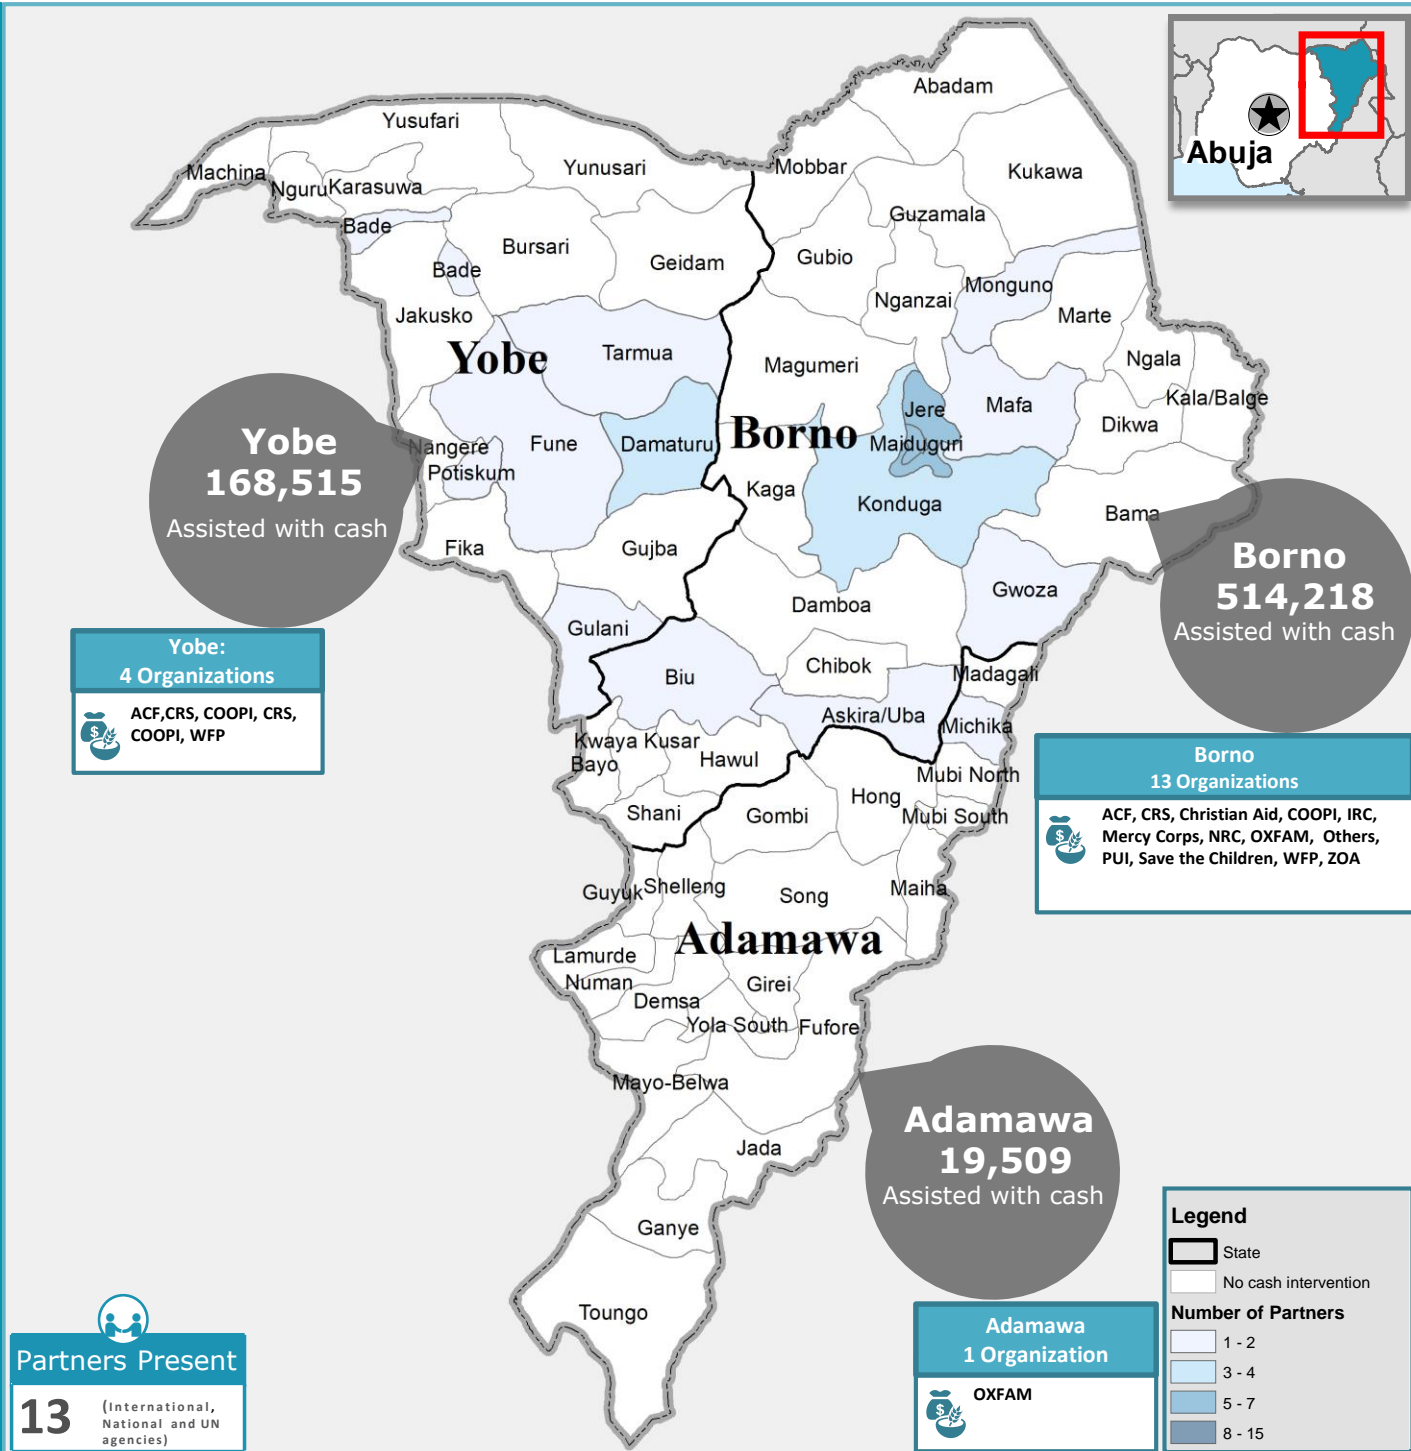 Abuja
Abadam
Yusufari
Yunusari
Mobbar
Kukawa
Machina
Nguru
Karasuwa
Guzamala
Bade
Bursari
Geidam
Gubio
Bade
Monguno
Nganzai
Jakusko
Marte
Yobe
Tarmua
Magumeri
Ngala
Kala/Balge
Jere
Mafa
Dikwa
Borno
Maiduguri
Nangere
Fune
Damaturu
Potiskum
Kaga
Konduga
Bama
Fika
Gujba
Gwoza
Damboa
Gulani
Chibok
Madagali
Biu
Askira/Uba
Michika
Kwaya Kusar
Bayo
Hawul
Mubi North
Hong
Shani
Gombi
Mubi South
Guyuk
Shelleng
Song
Maiha
Adamawa
Lamurde
Numan
Girei
Demsa
Yola South
Fufore
Mayo-Belwa
Jada
Ganye
Toungo
Yobe
168,515
Assisted with cash
Yobe:
4 Organizations
ACF,CRS, COOPI, CRS,
COOPI, WFP
Borno
514,218
Assisted with cash
Borno
13 Organizations
ACF, CRS, Christian Aid, COOPI, IRC,
Mercy Corps, NRC, OXFAM, Others,
PUI, Save the Children, WFP, ZOA
Adamawa
19,509
Assisted with cash
Adamawa
1 Organization
OXFAM
Partners Present
13
(International,
National and UN
agencies)
Legend
State
No cash intervention
Number of Partners
1 - 2
3 - 4
5 - 7
8 - 15